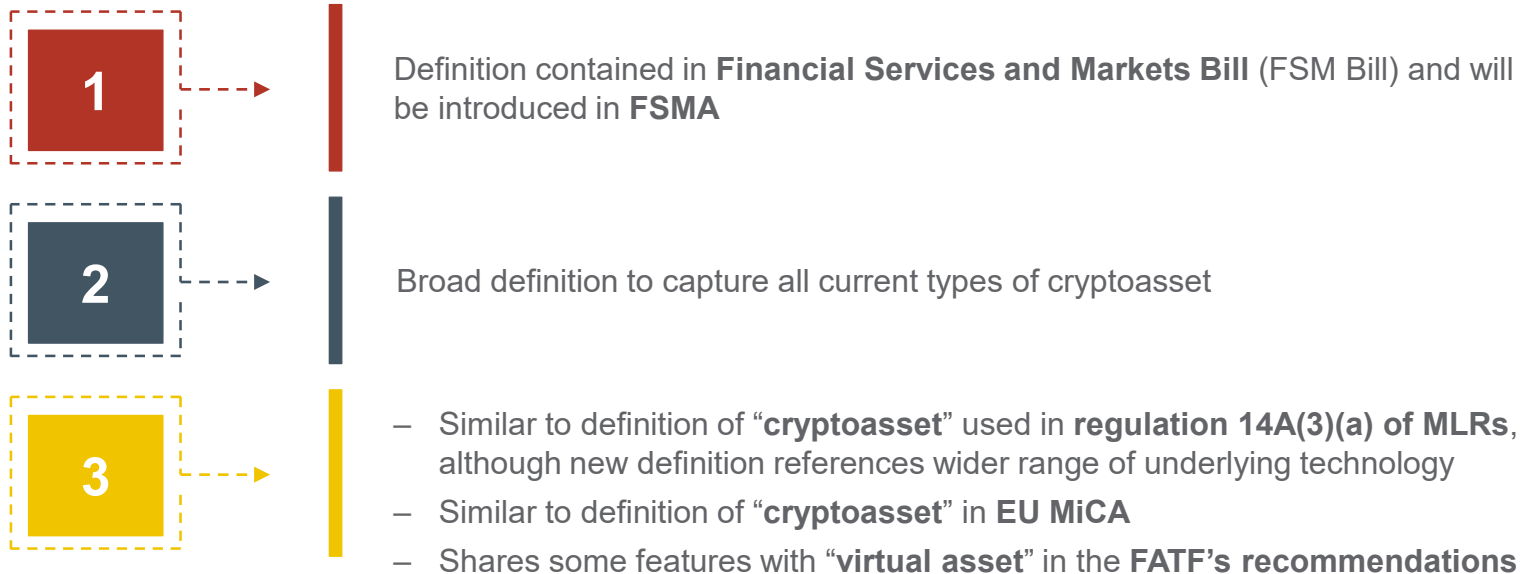 1
Definition contained in Financial Services and Markets Bill (FSM Bill) and will
be introduced in FSMA
2
Broad definition to capture all current types of cryptoasset
3
– Similar to definition of “cryptoasset” used in regulation 14A(3)(a) of MLRs,
although new definition references wider range of underlying technology
– Similar to definition of “cryptoasset” in EU MiCA
– Shares some features with “virtual asset” in the FATF’s recommendations